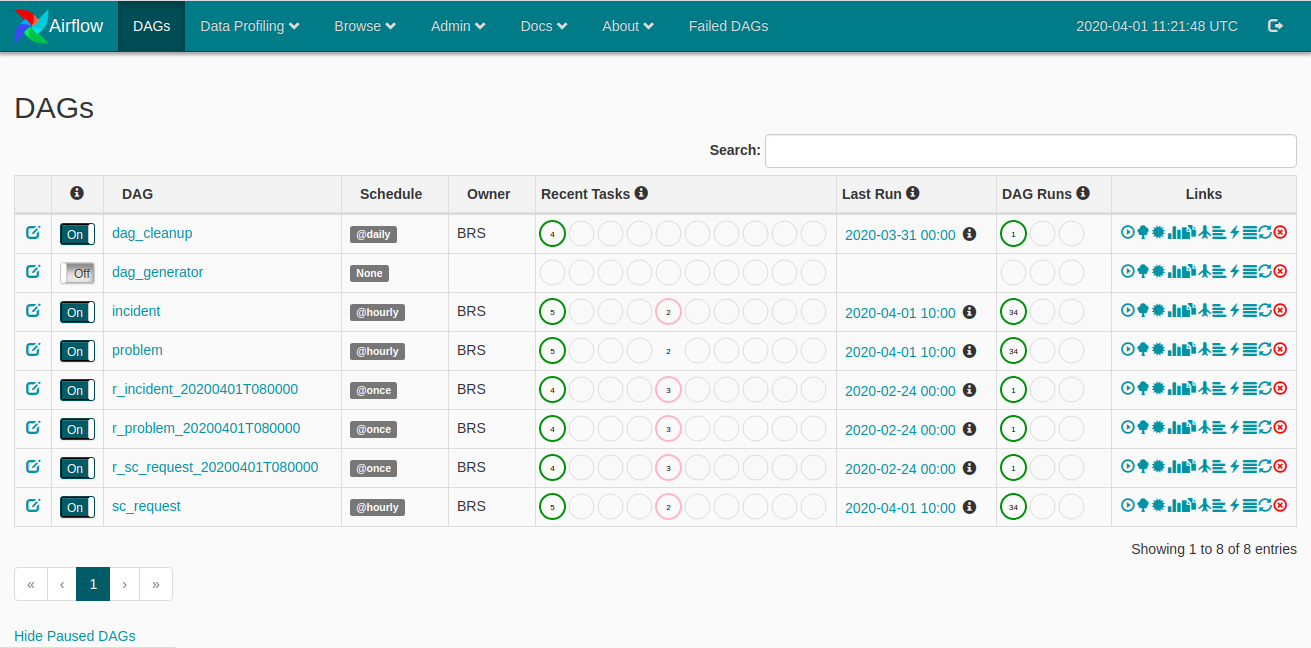 Airflow DAGs Data Profiling Browse Admin Docs About Failed DAGs 2020-04-01 11:21:48 UTC
DAGs
Search:
DAG Schedule Owner Recent Tasks Last Run DAG Runs Links
On dag_cleanup @daily BRS 4 2020-03-31 00:00 1
Off dag_generator None
On incident @hourly BRS 5 2 2020-04-01 10:00 34
On problem @hourly BRS 5 2 2020-04-01 10:00 34
On r_incident_20200401T080000 @once BRS 4 3 2020-02-24 00:00 1
On r_problem_20200401T080000 @once BRS 4 3 2020-02-24 00:00 1
On r_sc_request_20200401T080000 @once BRS 4 3 2020-02-24 00:00 1
On sc_request @hourly BRS 5 2 2020-04-01 10:00 34
Showing 1 to 8 of 8 entries
« ‹ 1 › »
Hide Paused DAGs